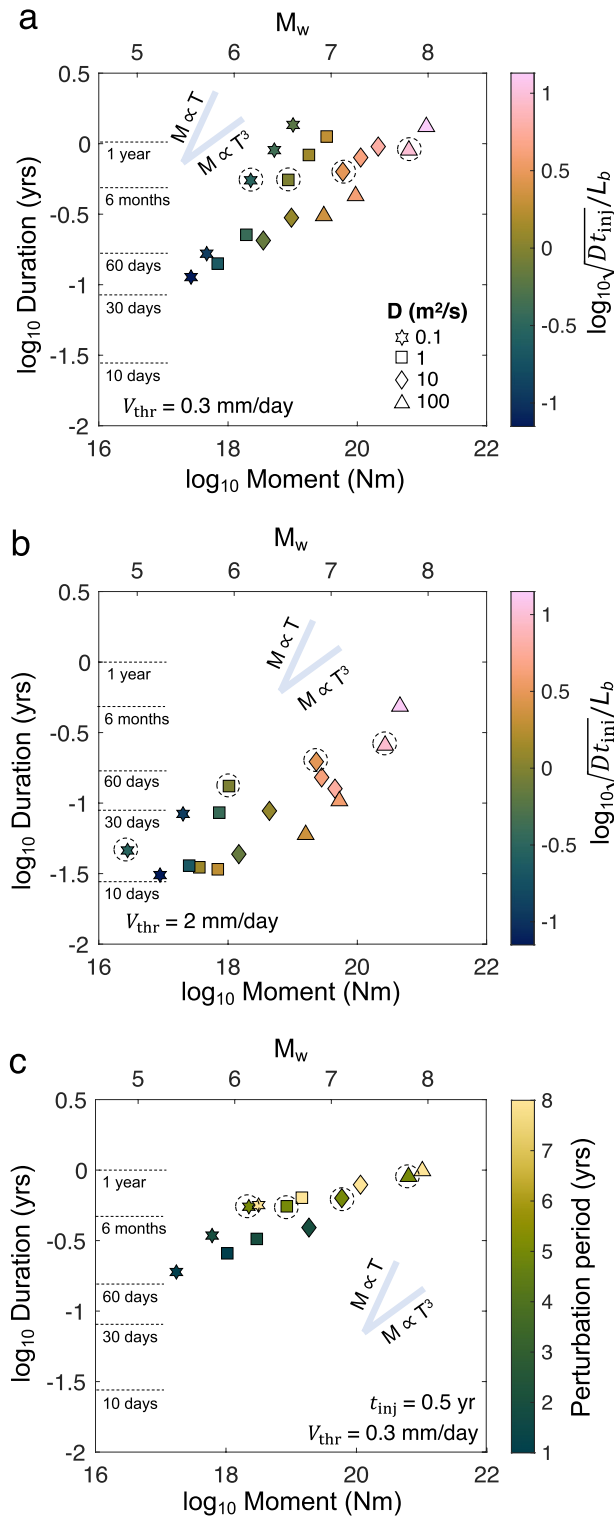 a
M_w
5 6 7 8
0.5
0
-0.5
-1
-1.5
-2
log₁₀ Duration (yrs)
M ∝ T
M ∝ T³
1 year
6 months
60 days
30 days
10 days
D (m²/s)
0.1
1
10
100
V_thr = 0.3 mm/day
16 18 20 22
log₁₀ Moment (Nm)
1
0.5
0
-0.5
-1
log₁₀√Dt_inj/L_b
b
M_w
5 6 7 8
0.5
0
-0.5
-1
-1.5
-2
log₁₀ Duration (yrs)
M ∝ T
M ∝ T³
1 year
6 months
60 days
30 days
10 days
V_thr = 2 mm/day
16 18 20 22
log₁₀ Moment (Nm)
1
0.5
0
-0.5
-1
log₁₀√Dt_inj/L_b
c
M_w
5 6 7 8
0.5
0
-0.5
-1
-1.5
-2
log₁₀ Duration (yrs)
1 year
6 months
60 days
30 days
10 days
M ∝ T
M ∝ T³
t_inj = 0.5 yr
V_thr = 0.3 mm/day
16 18 20 22
log₁₀ Moment (Nm)
8
7
6
5
4
3
2
1
Perturbation period (yrs)